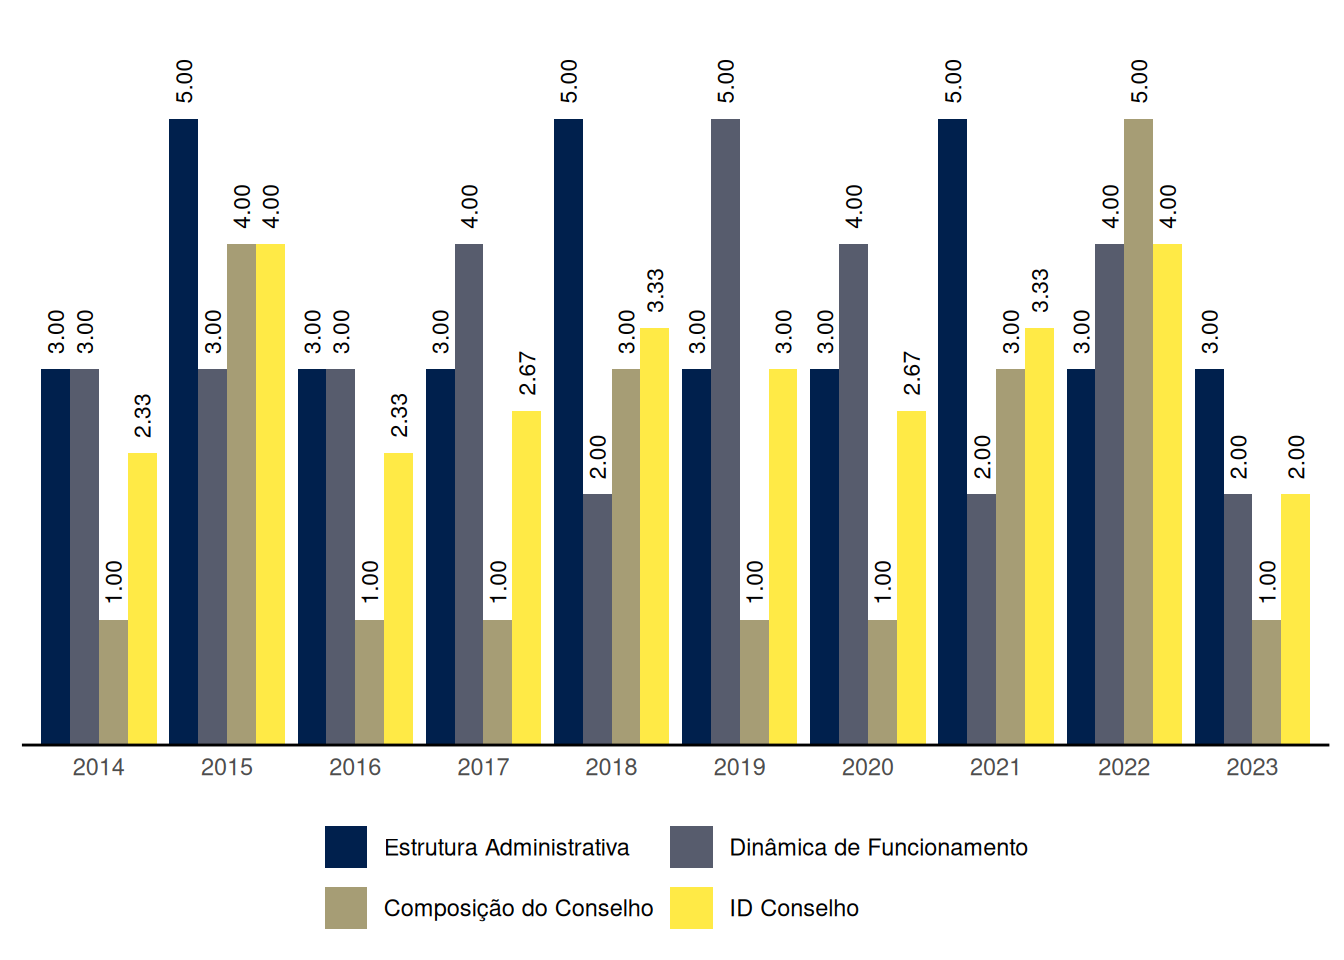 5.00 5.00 5.00 5.00 5.00
4.00 4.00 4.00 4.00 4.00 4.00
3.33 3.33
3.00 3.00 3.00 3.00 3.00 3.00 3.00 3.00 3.00 3.00 3.00 3.00 3.00
2.67 2.67
2.33 2.33
2.00 2.00 2.00 2.00
1.00 1.00 1.00 1.00 1.00 1.00
2014 2015 2016 2017 2018 2019 2020 2021 2022 2023
Estrutura Administrativa Dinâmica de Funcionamento
Composição do Conselho ID Conselho